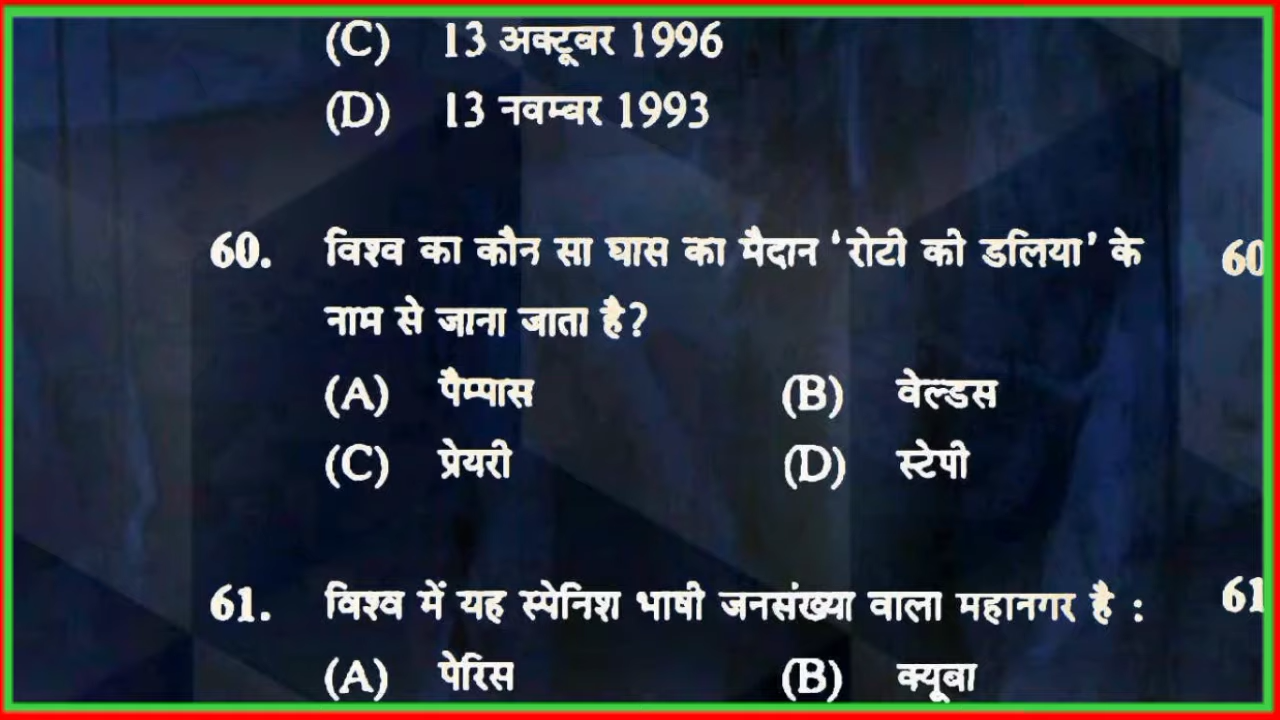 (C) 13 अक्टूबर 1996
(D) 13 नवम्बर 1993
60. विश्व का कौन सा घास का मैदान ‘रोटी की डलिया’ के 60
नाम से जाना जाता है?
(A) पैम्पास (B) वेल्डस
(C) प्रेयरी (D) स्टेपी
61. विश्व में यह स्पेनिश भाषी जनसंख्या वाला महानगर है : 61
(A) पेरिस (B) क्यूबा